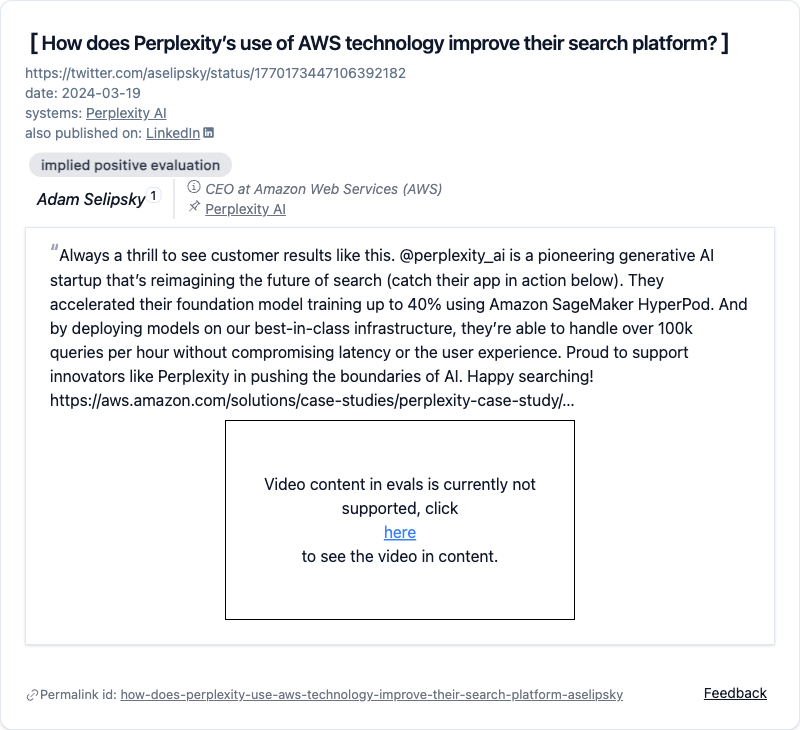 [ How does Perplexity’s use of AWS technology improve their search platform? ]
https://twitter.com/aselipsky/status/1770173447106392182
date: 2024-03-19
systems: Perplexity AI
also published on: LinkedIn in
implied positive evaluation
Adam Selipsky 1
CEO at Amazon Web Services (AWS)
Perplexity AI
“Always a thrill to see customer results like this. @perplexity_ai is a pioneering generative AI
startup that’s reimagining the future of search (catch their app in action below). They
accelerated their foundation model training up to 40% using Amazon SageMaker HyperPod. And
by deploying models on our best-in-class infrastructure, they’re able to handle over 100k
queries per hour without compromising latency or the user experience. Proud to support
innovators like Perplexity in pushing the boundaries of AI. Happy searching!
https://aws.amazon.com/solutions/case-studies/perplexity-case-study/…
Video content in evals is currently not
supported, click
here
to see the video in content.
Permalink id: how-does-perplexity-use-aws-technology-improve-their-search-platform-aselipsky
Feedback